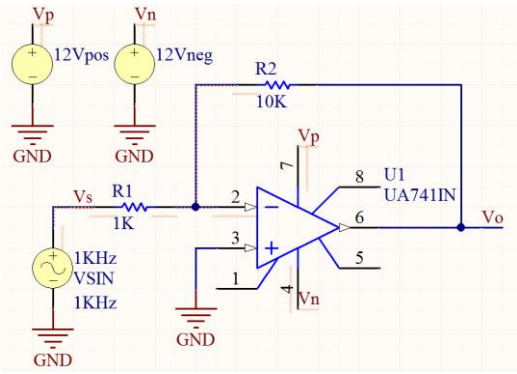 Vp
Vn
12Vpos
12Vneg
R2
10K
GND
GND
Vp
7
8
U1
UA741IN
Vs
R1
1K
2
6
Vo
3
1KHz
VSIN
1KHz
1
5
4
Vn
GND
GND